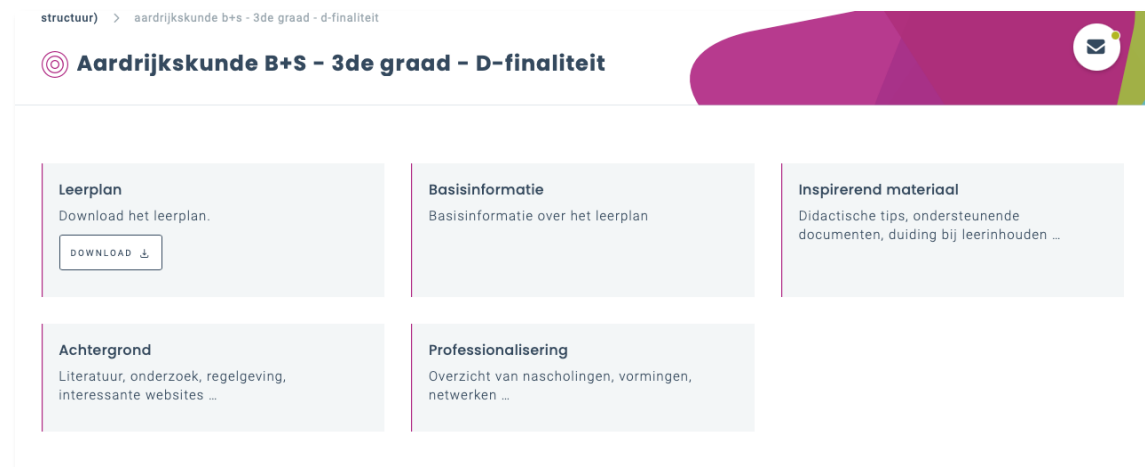 structuur) > aardrijkskunde b+s - 3de graad - d-finaliteit
Aardrijkskunde B+S - 3de graad - D-finaliteit
Leerplan
Download het leerplan.
DOWNLOAD
Basisinformatie
Basisinformatie over het leerplan
Inspirerend materiaal
Didactische tips, ondersteunende
documenten, duiding bij leerinhouden ...
Achtergrond
Literatuur, onderzoek, regelgeving,
interessante websites ...
Professionalisering
Overzicht van nascholingen, vormingen,
netwerken ...